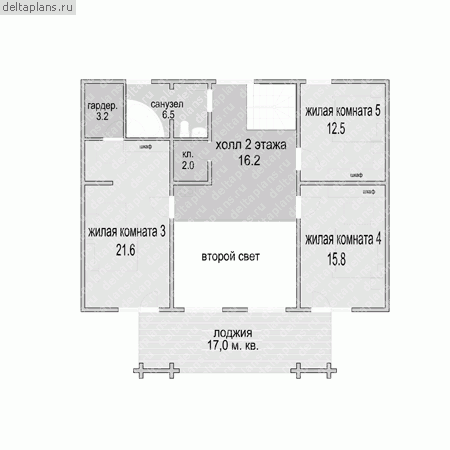 deltaplans.ru
гардер.
3.2
санузел
6.5
жилая комната 5
12.5
холл 2 этажа
16.2
кл.
2.0
шкаф
шкаф
шкаф
жилая комната 3
21.6
жилая комната 4
15.8
второй свет
лоджия
17,0 м. кв.